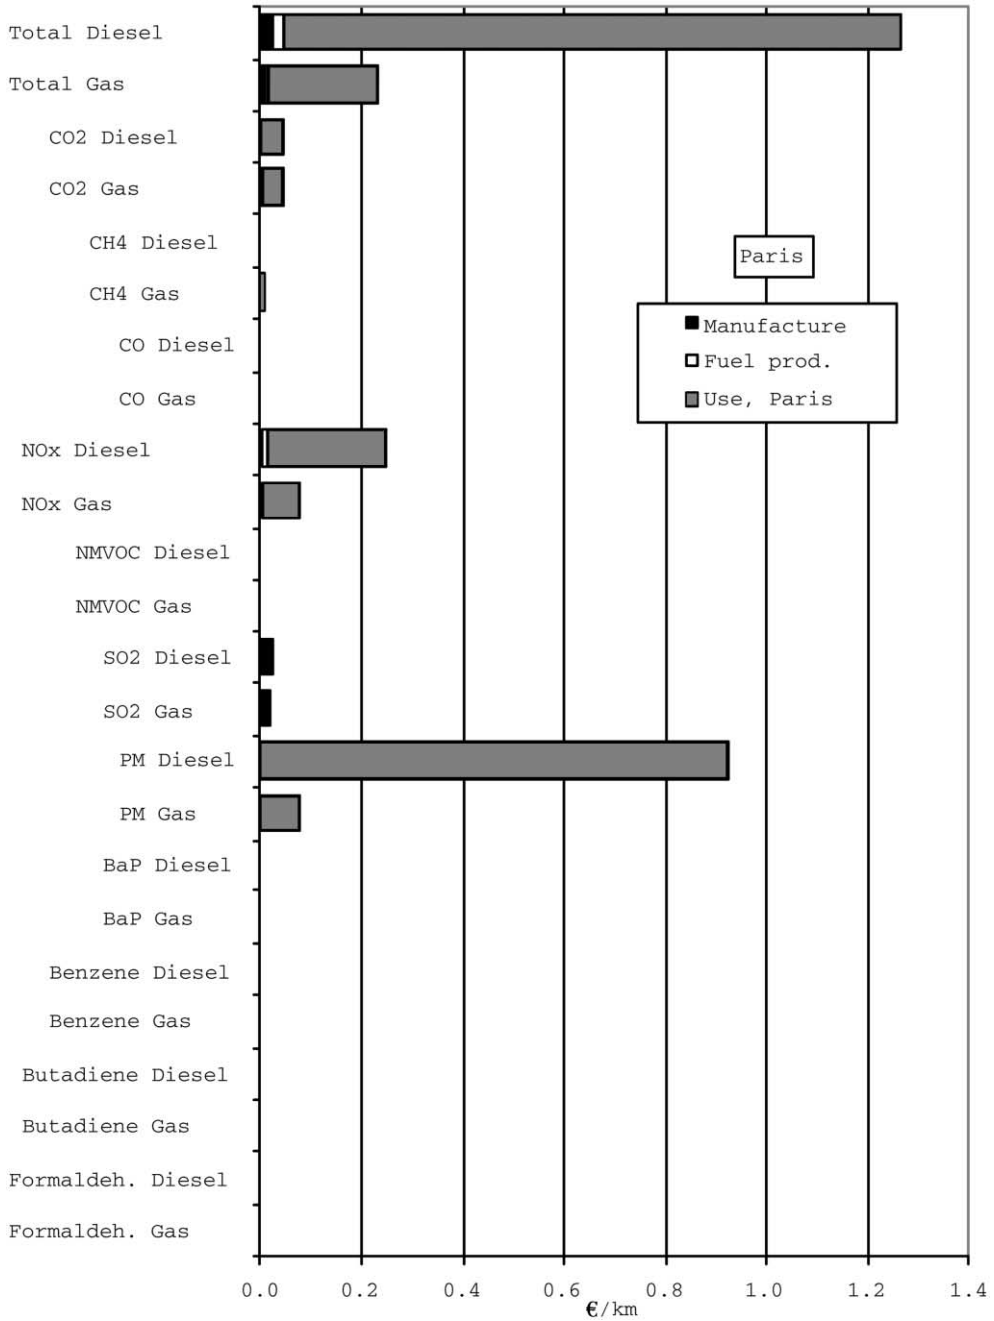 Total Diesel
Total Gas
CO2 Diesel
CO2 Gas
CH4 Diesel
CH4 Gas
CO Diesel
CO Gas
NOx Diesel
NOx Gas
NMVOC Diesel
NMVOC Gas
SO2 Diesel
SO2 Gas
PM Diesel
PM Gas
BaP Diesel
BaP Gas
Benzene Diesel
Benzene Gas
Butadiene Diesel
Butadiene Gas
Formaldeh. Diesel
Formaldeh. Gas
Paris
Manufacture
Fuel prod.
Use, Paris
0.0 0.2 0.4 0.6 0.8 1.0 1.2 1.4
€/km